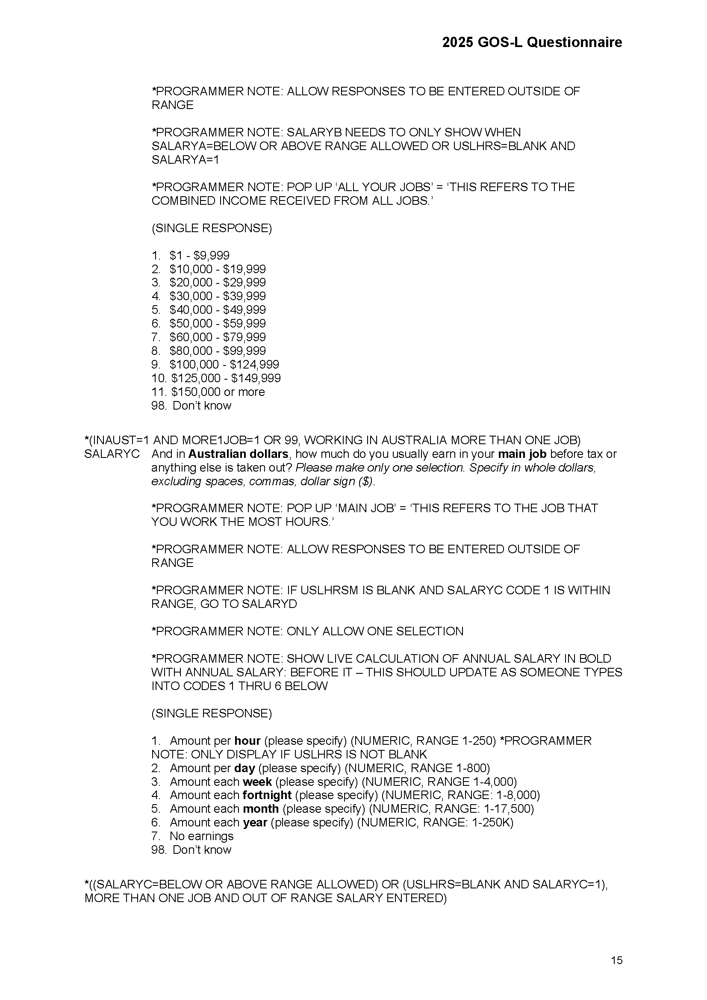 2025 GOS-L Questionnaire
*PROGRAMMER NOTE: ALLOW RESPONSES TO BE ENTERED OUTSIDE OF
RANGE
*PROGRAMMER NOTE: SALARYB NEEDS TO ONLY SHOW WHEN
SALARYA=BELOW OR ABOVE RANGE ALLOWED OR USLHRS=BLANK AND
SALARYA=1
*PROGRAMMER NOTE: POP UP ‘ALL YOUR JOBS’ = ‘THIS REFERS TO THE
COMBINED INCOME RECEIVED FROM ALL JOBS.’
(SINGLE RESPONSE)
1. $1 - $9,999
2. $10,000 - $19,999
3. $20,000 - $29,999
4. $30,000 - $39,999
5. $40,000 - $49,999
6. $50,000 - $59,999
7. $60,000 - $79,999
8. $80,000 - $99,999
9. $100,000 - $124,999
10. $125,000 - $149,999
11. $150,000 or more
98. Don’t know
*(INAUST=1 AND MORE1JOB=1 OR 99, WORKING IN AUSTRALIA MORE THAN ONE JOB)
SALARYC And in Australian dollars, how much do you usually earn in your main job before tax or
anything else is taken out? Please make only one selection. Specify in whole dollars,
excluding spaces, commas, dollar sign ($).
*PROGRAMMER NOTE: POP UP ‘MAIN JOB’ = ‘THIS REFERS TO THE JOB THAT
YOU WORK THE MOST HOURS.’
*PROGRAMMER NOTE: ALLOW RESPONSES TO BE ENTERED OUTSIDE OF
RANGE
*PROGRAMMER NOTE: IF USLHRSM IS BLANK AND SALARYC CODE 1 IS WITHIN
RANGE, GO TO SALARYD
*PROGRAMMER NOTE: ONLY ALLOW ONE SELECTION
*PROGRAMMER NOTE: SHOW LIVE CALCULATION OF ANNUAL SALARY IN BOLD
WITH ANNUAL SALARY: BEFORE IT – THIS SHOULD UPDATE AS SOMEONE TYPES
INTO CODES 1 THRU 6 BELOW
(SINGLE RESPONSE)
1. Amount per hour (please specify) (NUMERIC, RANGE 1-250) *PROGRAMMER
NOTE: ONLY DISPLAY IF USLHRS IS NOT BLANK
2. Amount per day (please specify) (NUMERIC, RANGE 1-800)
3. Amount each week (please specify) (NUMERIC, RANGE 1-4,000)
4. Amount each fortnight (please specify) (NUMERIC, RANGE: 1-8,000)
5. Amount each month (please specify) (NUMERIC, RANGE: 1-17,500)
6. Amount each year (please specify) (NUMERIC, RANGE: 1-250K)
7. No earnings
98. Don’t know
*((SALARYC=BELOW OR ABOVE RANGE ALLOWED) OR (USLHRS=BLANK AND SALARYC=1),
MORE THAN ONE JOB AND OUT OF RANGE SALARY ENTERED)
15